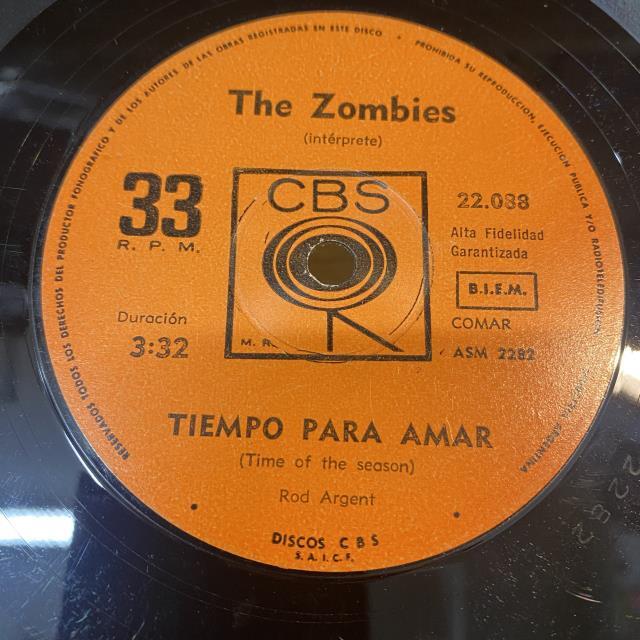 RESERVADOS TODOS LOS DERECHOS DEL PRODUCTOR FONOGRAFICO Y DE LOS AUTORES DE LAS OBRAS REGISTRADAS EN ESTE DISCO • PROHIBIDA SU REPRODUCCION, EJECUCION PUBLICA Y/O
The Zombies
(intérprete)
33
R. P. M.
CBS
22.088
Alta Fidelidad
Garantizada
B.I.E.M.
Duración
3:32
M. R.
COMAR
ASM 2282
TIEMPO PARA AMAR
(Time of the season)
Rod Argent
DISCOS CBS
S. A. I. C. F.
ARGENTINA
2282